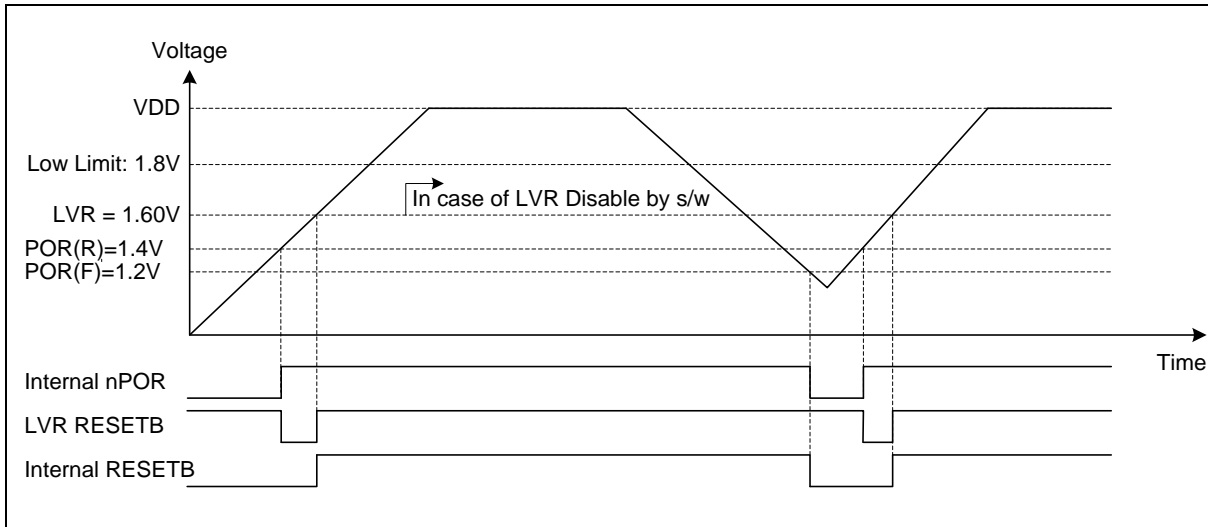 Voltage
VDD
Low Limit: 1.8V
In case of LVR Disable by s/w
LVR = 1.60V
POR(R)=1.4V
POR(F)=1.2V
Time
Internal nPOR
LVR RESETB
Internal RESETB